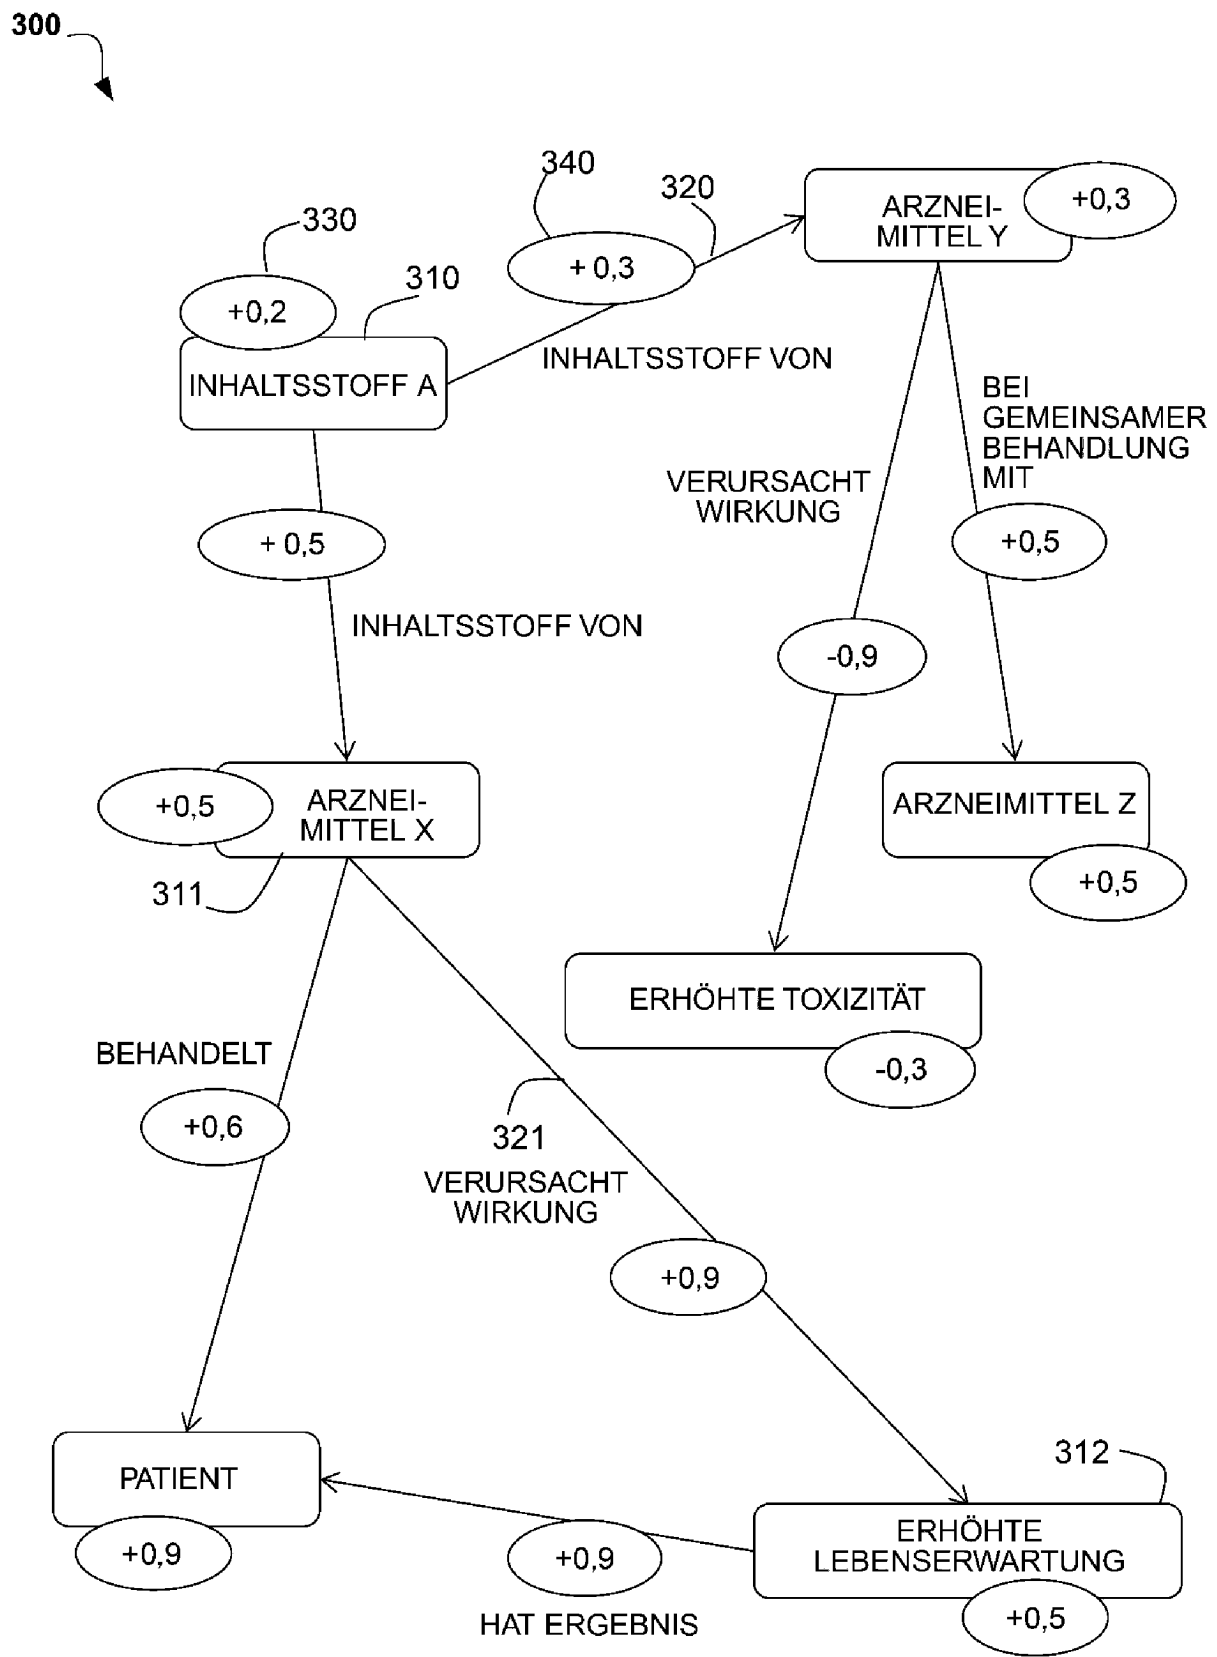 300
340
320
ARZNEI-
MITTEL Y
+0,3
330
+ 0,3
310
+0,2
INHALTSSTOFF VON
INHALTSSTOFF A
BEI
GEMEINSAMER
BEHANDLUNG
MIT
VERURSACHT
WIRKUNG
+ 0,5
+0,5
INHALTSSTOFF VON
-0,9
+0,5
ARZNEI-
MITTEL X
ARZNEIMITTEL Z
311
+0,5
ERHÖHTE TOXIZITÄT
-0,3
BEHANDELT
+0,6
321
VERURSACHT
WIRKUNG
+0,9
312
PATIENT
+0,9
ERHÖHTE
LEBENSERWARTUNG
+0,9
+0,5
HAT ERGEBNIS